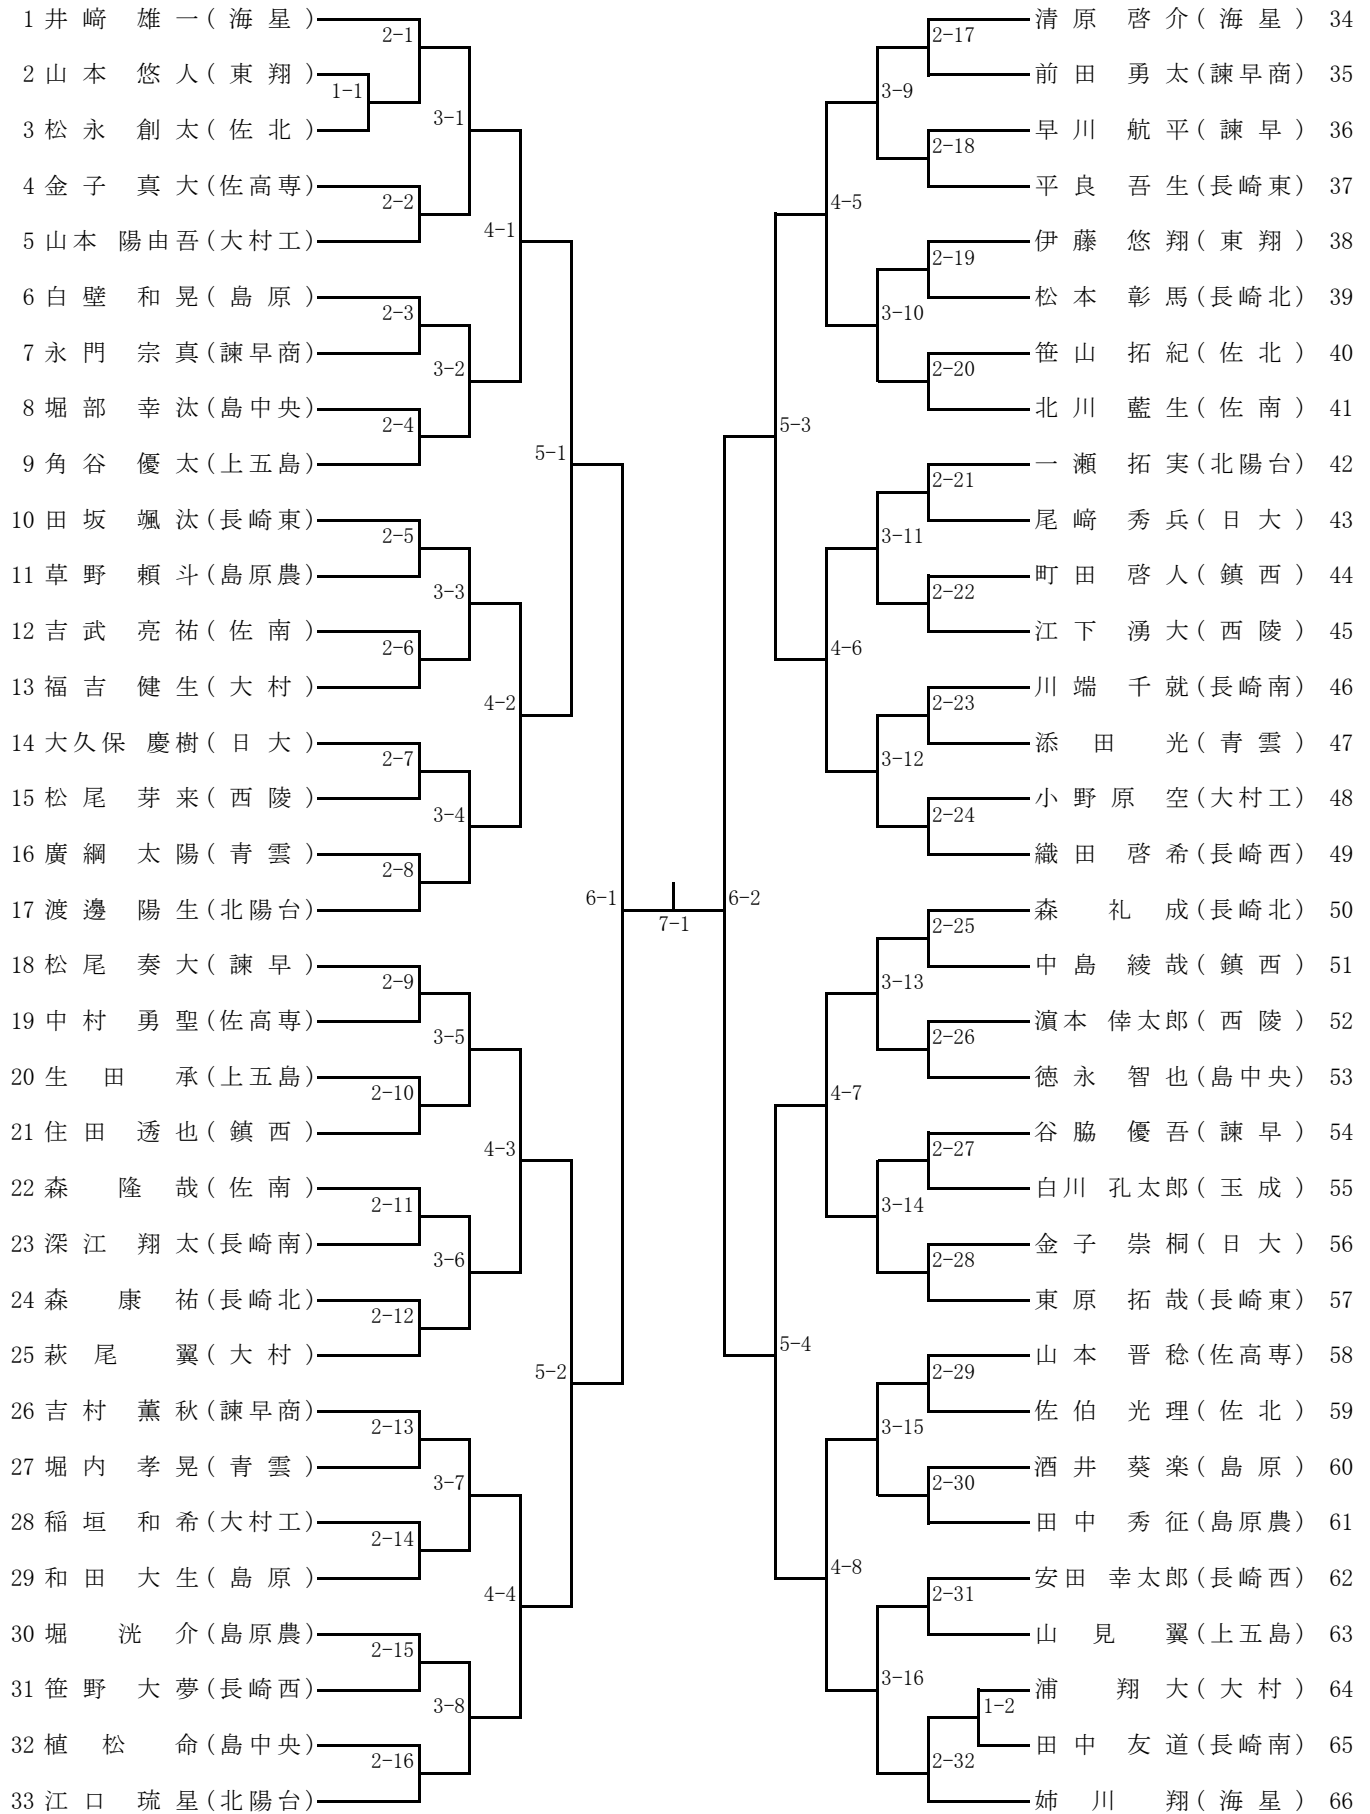 1 井﨑 雄一(海星)
2-1
2 山本 悠人(東翔)
1-1
3 松永 創太(佐北)
3-1
4 金子 真大(佐高専)
2-2
5 山本 陽由吾(大村工)
4-1
6 白壁 和晃(島原)
2-3
7 永門 宗真(諫早商)
3-2
8 堀部 幸汰(島中央)
2-4
9 角谷 優太(上五島)
5-1
10 田坂 颯汰(長崎東)
2-5
11 草野 頼斗(島原農)
3-3
12 吉武 亮祐(佐南)
2-6
13 福吉 健生(大村)
4-2
14 大久保 慶樹(日大)
2-7
15 松尾 芽来(西陵)
3-4
16 廣綱 太陽(青雲)
2-8
17 渡邊 陽生(北陽台)
6-1
18 松尾 奏大(諫早)
2-9
19 中村 勇聖(佐高専)
3-5
20 生田 承(上五島)
2-10
21 住田 透也(鎮西)
4-3
22 森 隆哉(佐南)
2-11
23 深江 翔太(長崎南)
3-6
24 森 康祐(長崎北)
2-12
25 萩尾 翼(大村)
5-2
26 吉村 薫秋(諫早商)
2-13
27 堀内 孝晃(青雲)
3-7
28 稲垣 和希(大村工)
2-14
29 和田 大生(島原)
4-4
30 堀 洸介(島原農)
2-15
31 笹野 大夢(長崎西)
3-8
32 植松 命(島中央)
2-16
33 江口 琉星(北陽台)
7-1
清原 啓介(海星) 34
2-17
前田 勇太(諫早商) 35
3-9
早川 航平(諫早) 36
2-18
平良 吾生(長崎東) 37
4-5
伊藤 悠翔(東翔) 38
2-19
松本 彰馬(長崎北) 39
3-10
笹山 拓紀(佐北) 40
2-20
北川 藍生(佐南) 41
5-3
一瀬 拓実(北陽台) 42
2-21
尾﨑 秀兵(日大) 43
3-11
町田 啓人(鎮西) 44
2-22
江下 湧大(西陵) 45
4-6
川端 千就(長崎南) 46
2-23
添田 光(青雲) 47
3-12
小野原 空(大村工) 48
2-24
織田 啓希(長崎西) 49
6-2
森 礼成(長崎北) 50
2-25
中島 綾哉(鎮西) 51
3-13
濵本 倖太郎(西陵) 52
2-26
徳永 智也(島中央) 53
4-7
谷脇 優吾(諫早) 54
2-27
白川 孔太郎(玉成) 55
3-14
金子 崇桐(日大) 56
2-28
東原 拓哉(長崎東) 57
5-4
山本 晋稔(佐高専) 58
2-29
佐伯 光理(佐北) 59
3-15
酒井 葵楽(島原) 60
2-30
田中 秀征(島原農) 61
4-8
安田 幸太郎(長崎西) 62
2-31
山見 翼(上五島) 63
3-16
浦 翔大(大村) 64
1-2
田中 友道(長崎南) 65
2-32
姉川 翔(海星) 66